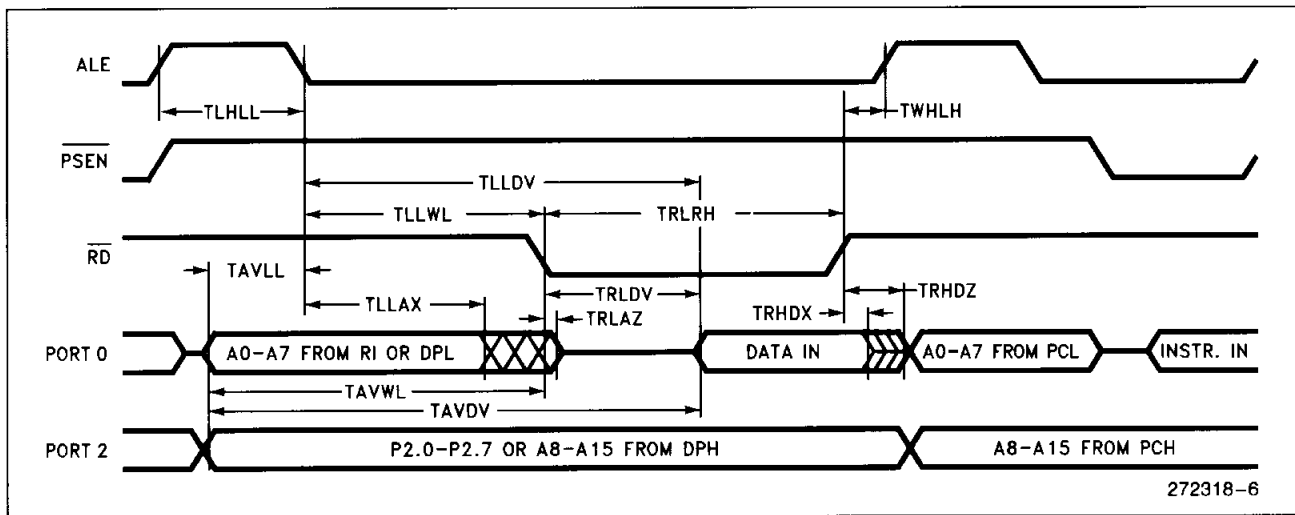 ALE
TLHLL
TWHLH
PSEN
TLLDV
TLLWL
TRLRH
RD
TAVLL
TLLAX
TRLDV
TRHDZ
TRLAZ
TRHDX
PORT 0
A0-A7 FROM RI OR DPL
DATA IN
A0-A7 FROM PCL
INSTR. IN
TAVWL
TAVDV
PORT 2
P2.0-P2.7 OR A8-A15 FROM DPH
A8-A15 FROM PCH
272318-6